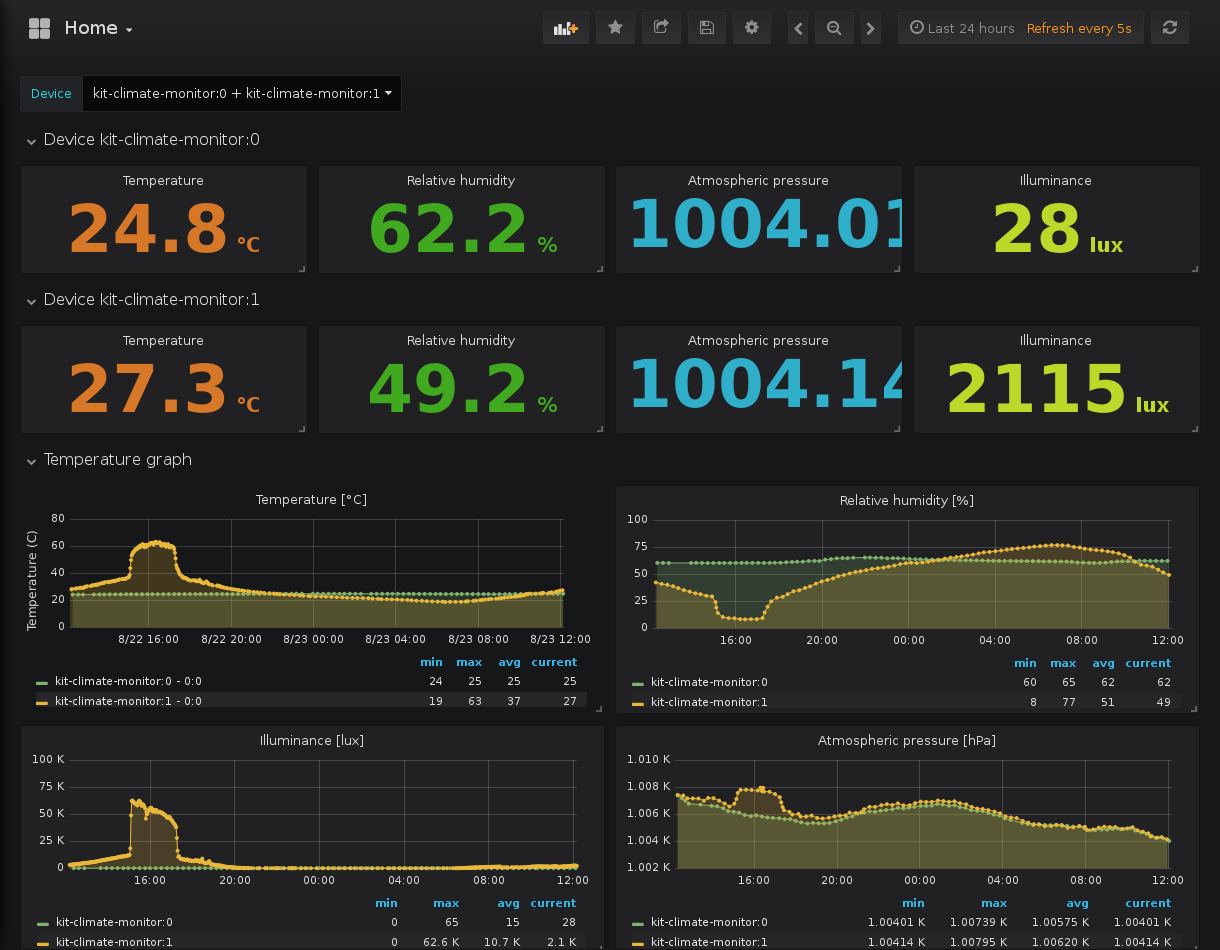 Home
Last 24 hours Refresh every 5s
Device kit-climate-monitor:0 + kit-climate-monitor:1
Device kit-climate-monitor:0
Temperature Relative humidity Atmospheric pressure Illuminance
24.8 °C 62.2 % 1004.01 28 lux
Device kit-climate-monitor:1
Temperature Relative humidity Atmospheric pressure Illuminance
27.3 °C 49.2 % 1004.14 2115 lux
Temperature graph
Temperature [°C]
Temperature (C)
80
60
40
20
0
8/22 16:00 8/22 20:00 8/23 00:00 8/23 04:00 8/23 08:00 8/23 12:00
min max avg current
kit-climate-monitor:0 - 0:0 24 25 25 25
kit-climate-monitor:1 - 0:0 19 63 37 27
Relative humidity [%]
100
75
50
25
0
16:00 20:00 00:00 04:00 08:00 12:00
min max avg current
kit-climate-monitor:0 60 65 62 62
kit-climate-monitor:1 8 77 51 49
Illuminance [lux]
100 K
75 K
50 K
25 K
0
16:00 20:00 00:00 04:00 08:00 12:00
min max avg current
kit-climate-monitor:0 0 65 15 28
kit-climate-monitor:1 0 62.6 K 10.7 K 2.1 K
Atmospheric pressure [hPa]
1.010 K
1.008 K
1.006 K
1.004 K
1.002 K
16:00 20:00 00:00 04:00 08:00 12:00
min max avg current
kit-climate-monitor:0 1.00401 K 1.00739 K 1.00575 K 1.00401 K
kit-climate-monitor:1 1.00414 K 1.00795 K 1.00620 K 1.00414 K